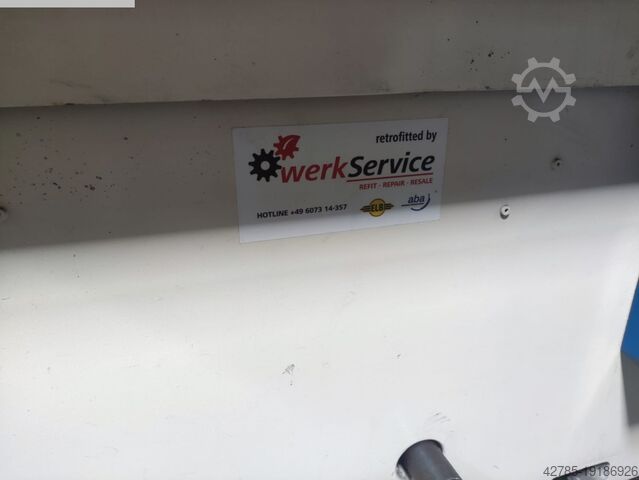 retrofitted by
werkService
REFIT - REPAIR - RESALE
HOTLINE +49 6073 14-357
ELB
aba
42785-19186926